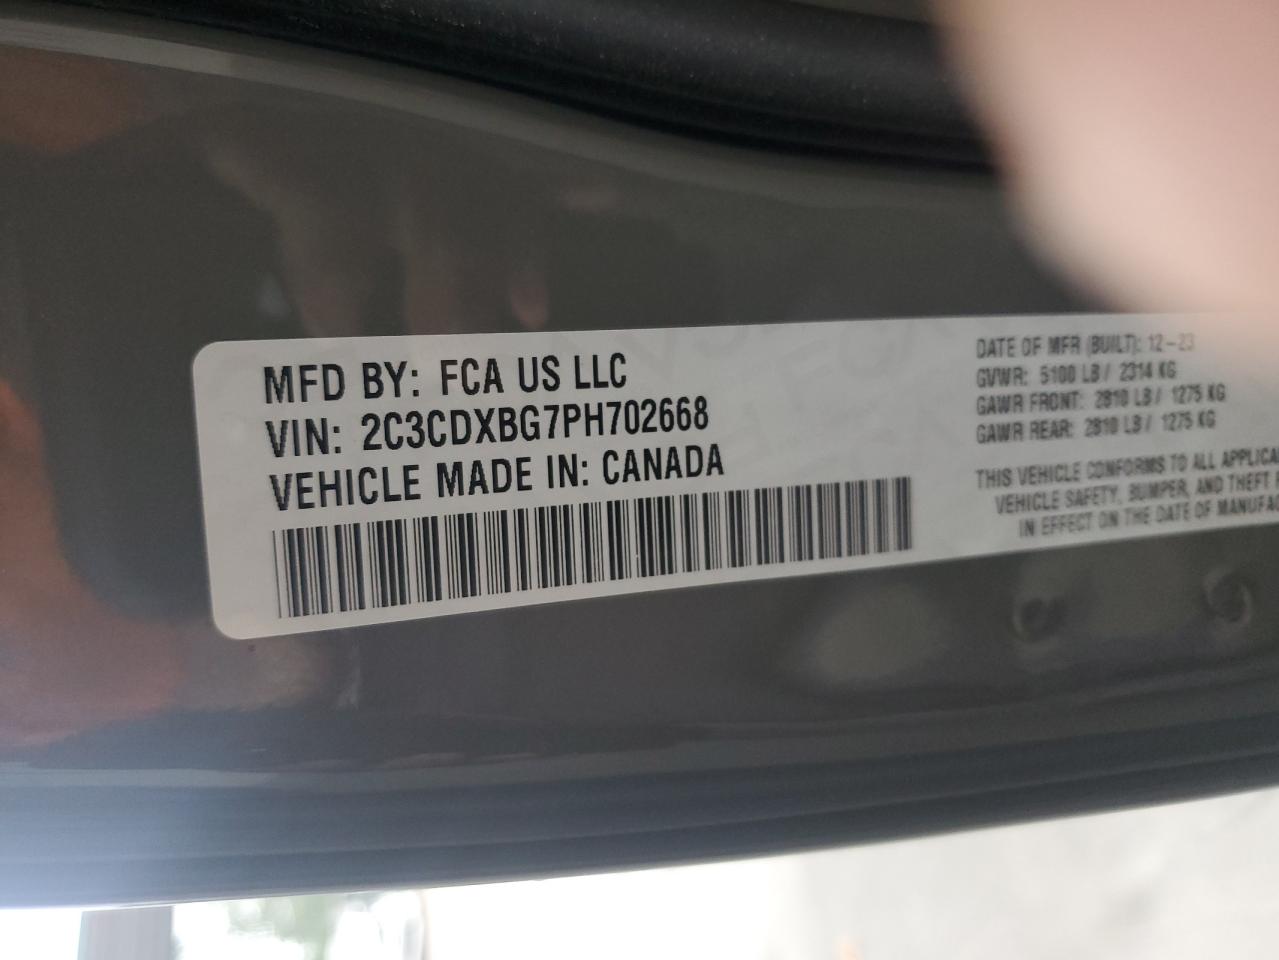 MFD BY: FCA US LLC
VIN: 2C3CDXBG7PH702668
VEHICLE MADE IN: CANADA
DATE OF MFR (BUILT): 12-23
GVWR: 5100 LB / 2314 KG
GAWR FRONT: 2810 LB / 1275 KG
GAWR REAR: 2810 LB / 1275 KG
THIS VEHICLE CONFORMS TO ALL APPLICA
VEHICLE SAFETY, BUMPER, AND THEFT
IN EFFECT ON THE DATE OF MANUFAC